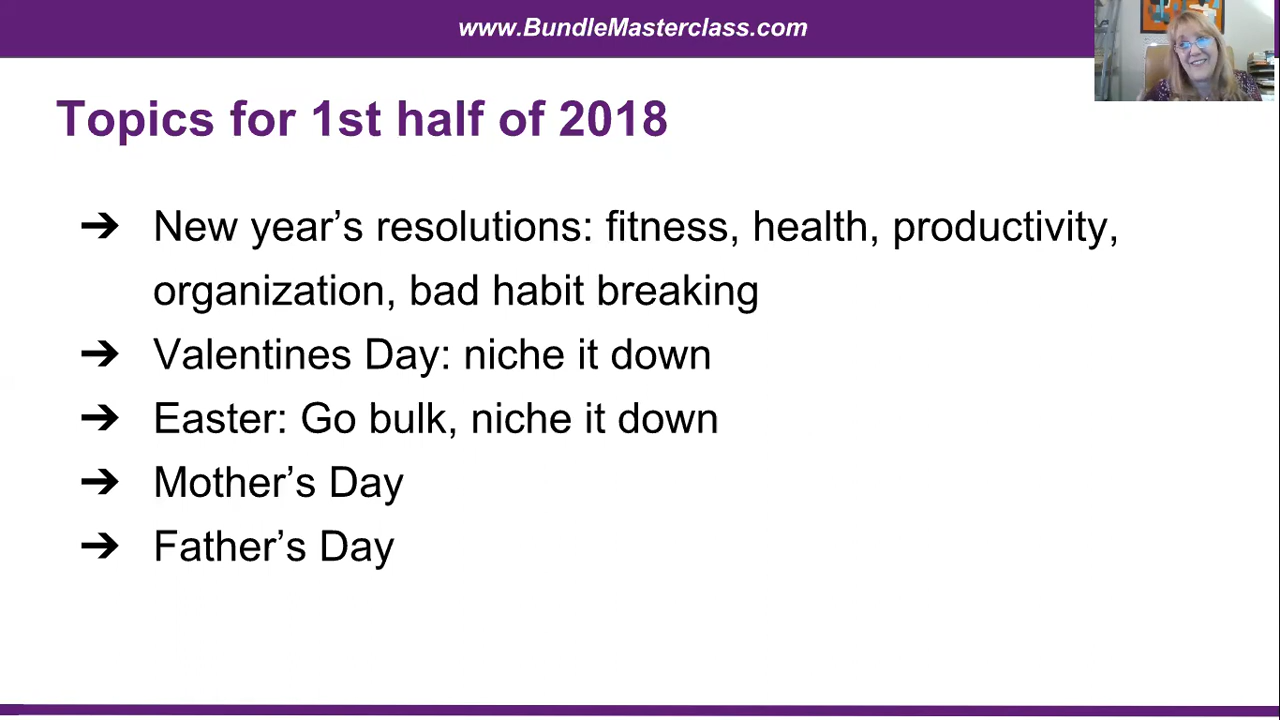 www.BundleMasterclass.com
Topics for 1st half of 2018
➔ New year’s resolutions: fitness, health, productivity,
organization, bad habit breaking
➔ Valentines Day: niche it down
➔ Easter: Go bulk, niche it down
➔ Mother’s Day
➔ Father’s Day